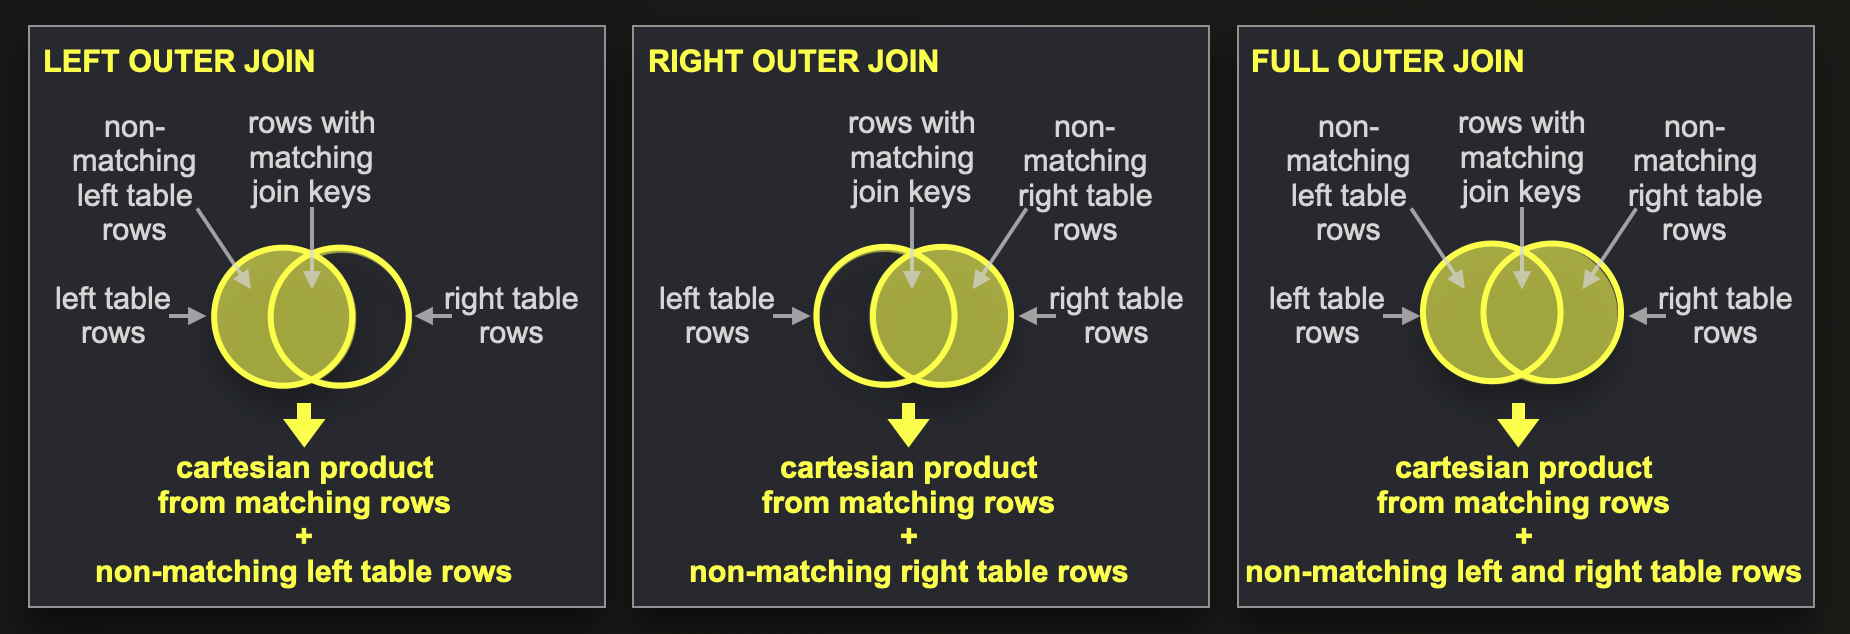 LEFT OUTER JOIN
non-
matching
left table
rows
rows with
matching
join keys
left table
rows
right table
rows
cartesian product
from matching rows
+
non-matching left table rows
RIGHT OUTER JOIN
rows with
matching
join keys
non-
matching
right table
rows
left table
rows
right table
rows
cartesian product
from matching rows
+
non-matching right table rows
FULL OUTER JOIN
non-
matching
left table
rows
rows with
matching
join keys
non-
matching
right table
rows
left table
rows
right table
rows
cartesian product
from matching rows
+
non-matching left and right table rows